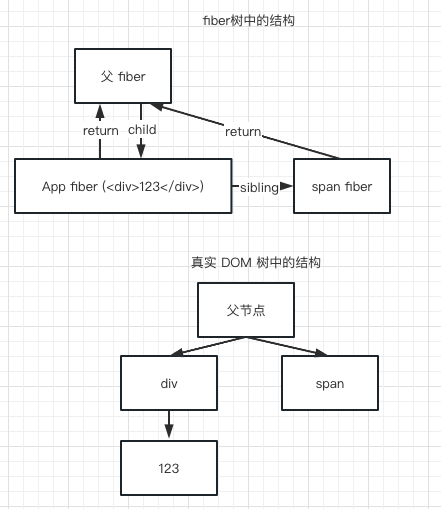 fiber树中的结构
父 fiber
return
child
return
App fiber (<div>123</div>)
sibling
span fiber
真实 DOM 树中的结构
父节点
div
span
123